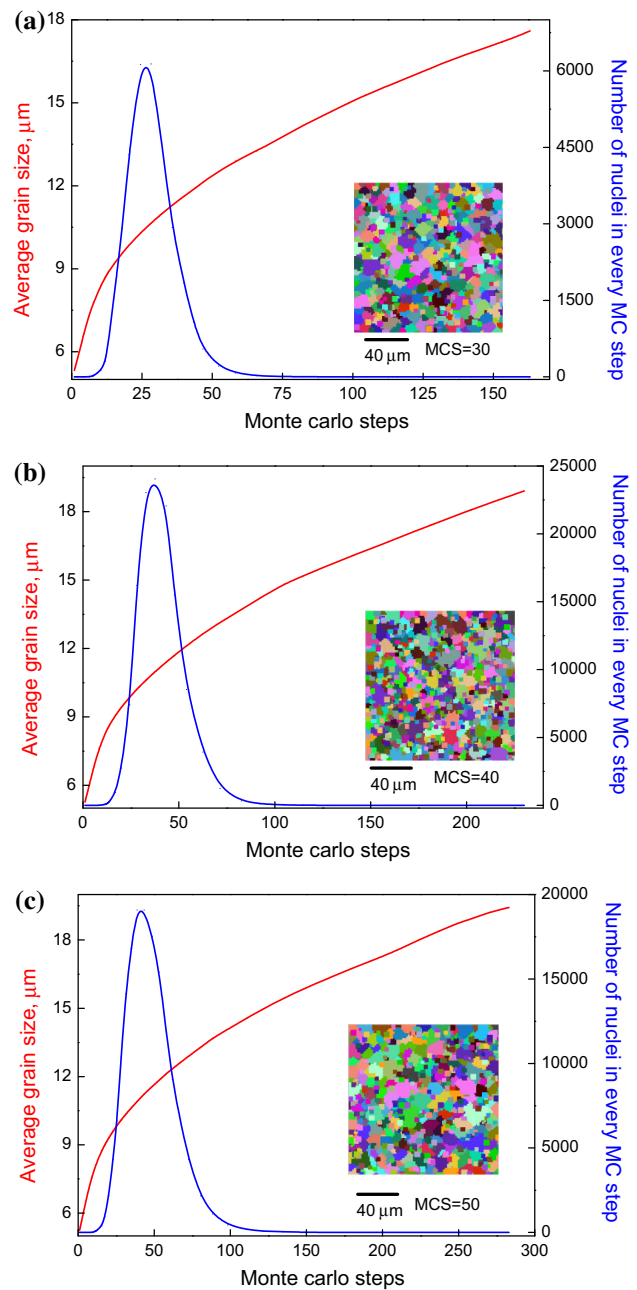 (a)
18
15
12
9
6
Average grain size, μm
6000
4500
3000
1500
0
Number of nuclei in every MC step
40 μm
MCS=30
0 25 50 75 100 125 150
Monte carlo steps
(b)
18
15
12
9
6
Average grain size, μm
25000
20000
15000
10000
5000
0
Number of nuclei in every MC step
40 μm
MCS=40
0 50 100 150 200
Monte carlo steps
(c)
18
15
12
9
6
Average grain size, μm
20000
15000
10000
5000
0
Number of nuclei in every MC step
40 μm
MCS=50
0 50 100 150 200 250 300
Monte carlo steps